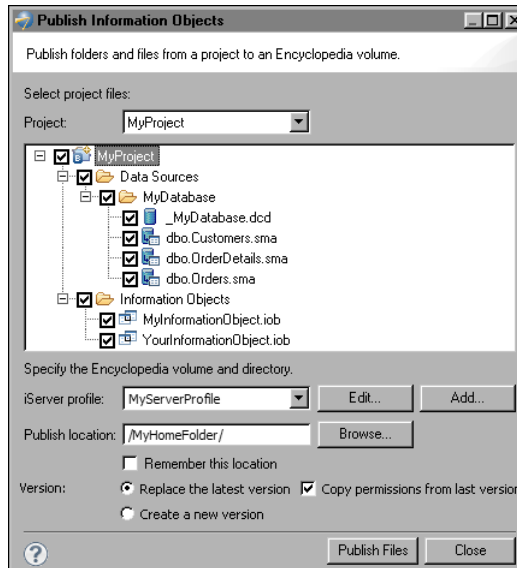 Publish Information Objects
Publish folders and files from a project to an Encyclopedia volume.
Select project files:
Project: MyProject
MyProject
Data Sources
MyDatabase
_MyDatabase.dcd
dbo.Customers.sma
dbo.OrderDetails.sma
dbo.Orders.sma
Information Objects
MyInformationObject.iob
YourInformationObject.iob
Specify the Encyclopedia volume and directory.
iServer profile: MyServerProfile Edit... Add...
Publish location: /MyHomeFolder/ Browse...
Remember this location
Version: Replace the latest version Copy permissions from last version
Create a new version
? Publish Files Close